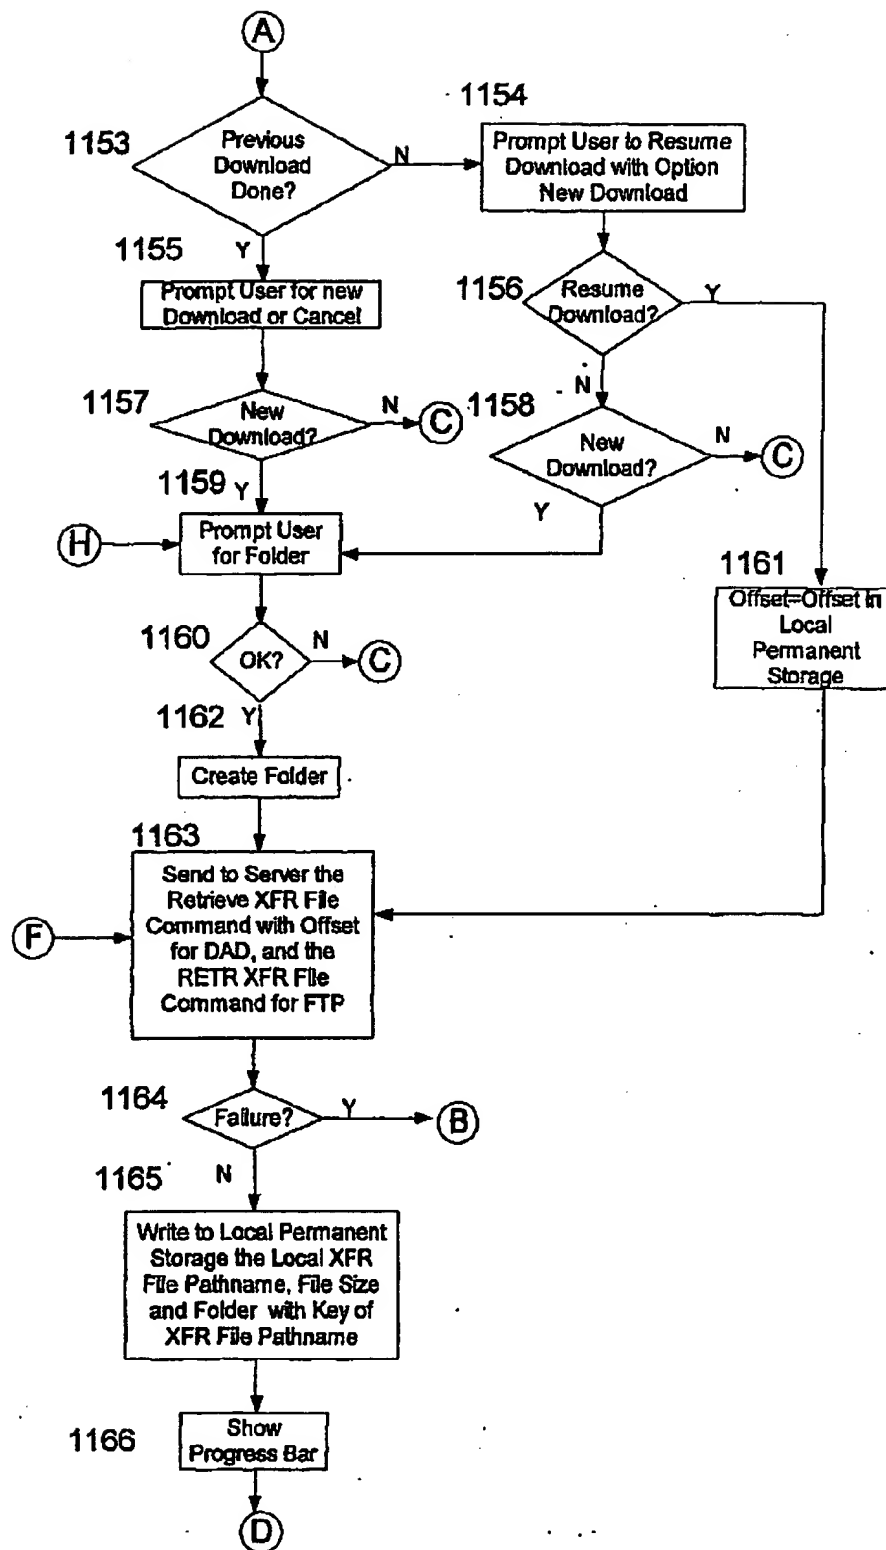 A
1153
Previous
Download
Done?
N
Y
1154
Prompt User to Resume
Download with Option
New Download
1155
Prompt User for new
Download or Cancel
1156
Resume
Download?
Y
N
1157
New
Download?
N
C
Y
1158
New
Download?
N
C
Y
1159
H
Prompt User
for Folder
1160
OK?
N
C
Y
1161
Offset=Offset in
Local
Permanent
Storage
1162
Create Folder
1163
F
Send to Server the
Retrieve XFR File
Command with Offset
for DAD, and the
RETR XFR File
Command for FTP
1164
Failure?
Y
B
N
1165
Write to Local Permanent
Storage the Local XFR
File Pathname, File Size
and Folder with Key of
XFR File Pathname
1166
Show
Progress Bar
D